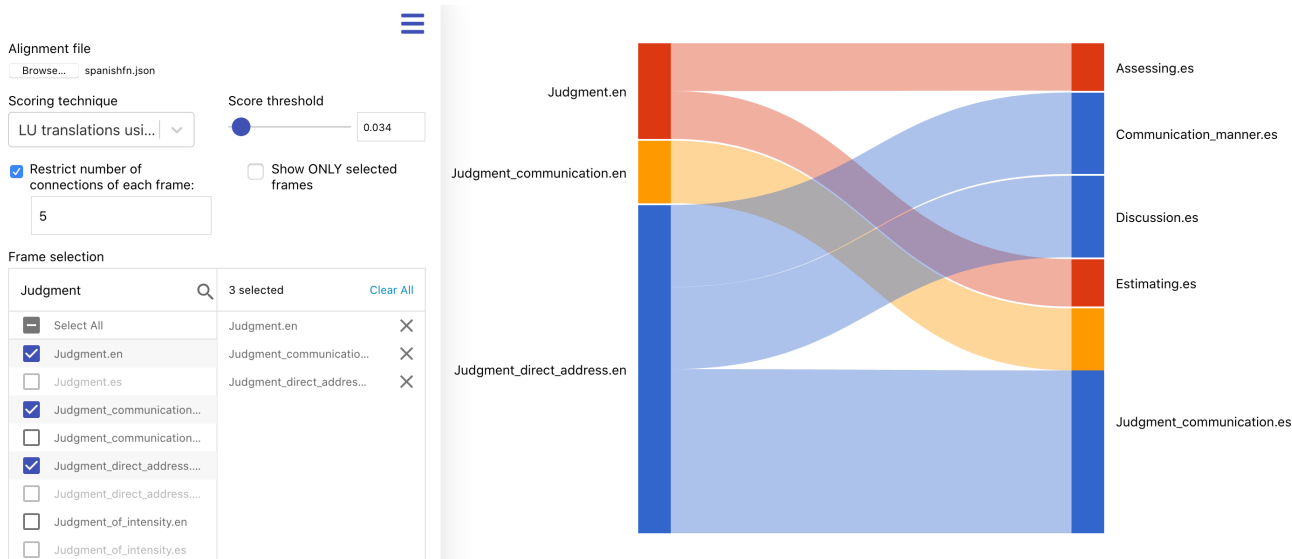 Alignment file
Browse... spanishfn.json
Scoring technique
Score threshold
LU translations usi...
0.034
Restrict number of
connections of each frame:
Show ONLY selected
frames
5
Frame selection
Judgment
3 selected
Clear All
Select All
Judgment.en
Judgment.es
Judgment_communication...
Judgment_communication...
Judgment_direct_address....
Judgment_direct_address....
Judgment_of_intensity.en
Judgment_of_intensity.es
Judgment.en
Judgment_communicatio...
Judgment_direct_addres...
Judgment.en
Judgment_communication.en
Judgment_direct_address.en
Assessing.es
Communication_manner.es
Discussion.es
Estimating.es
Judgment_communication.es